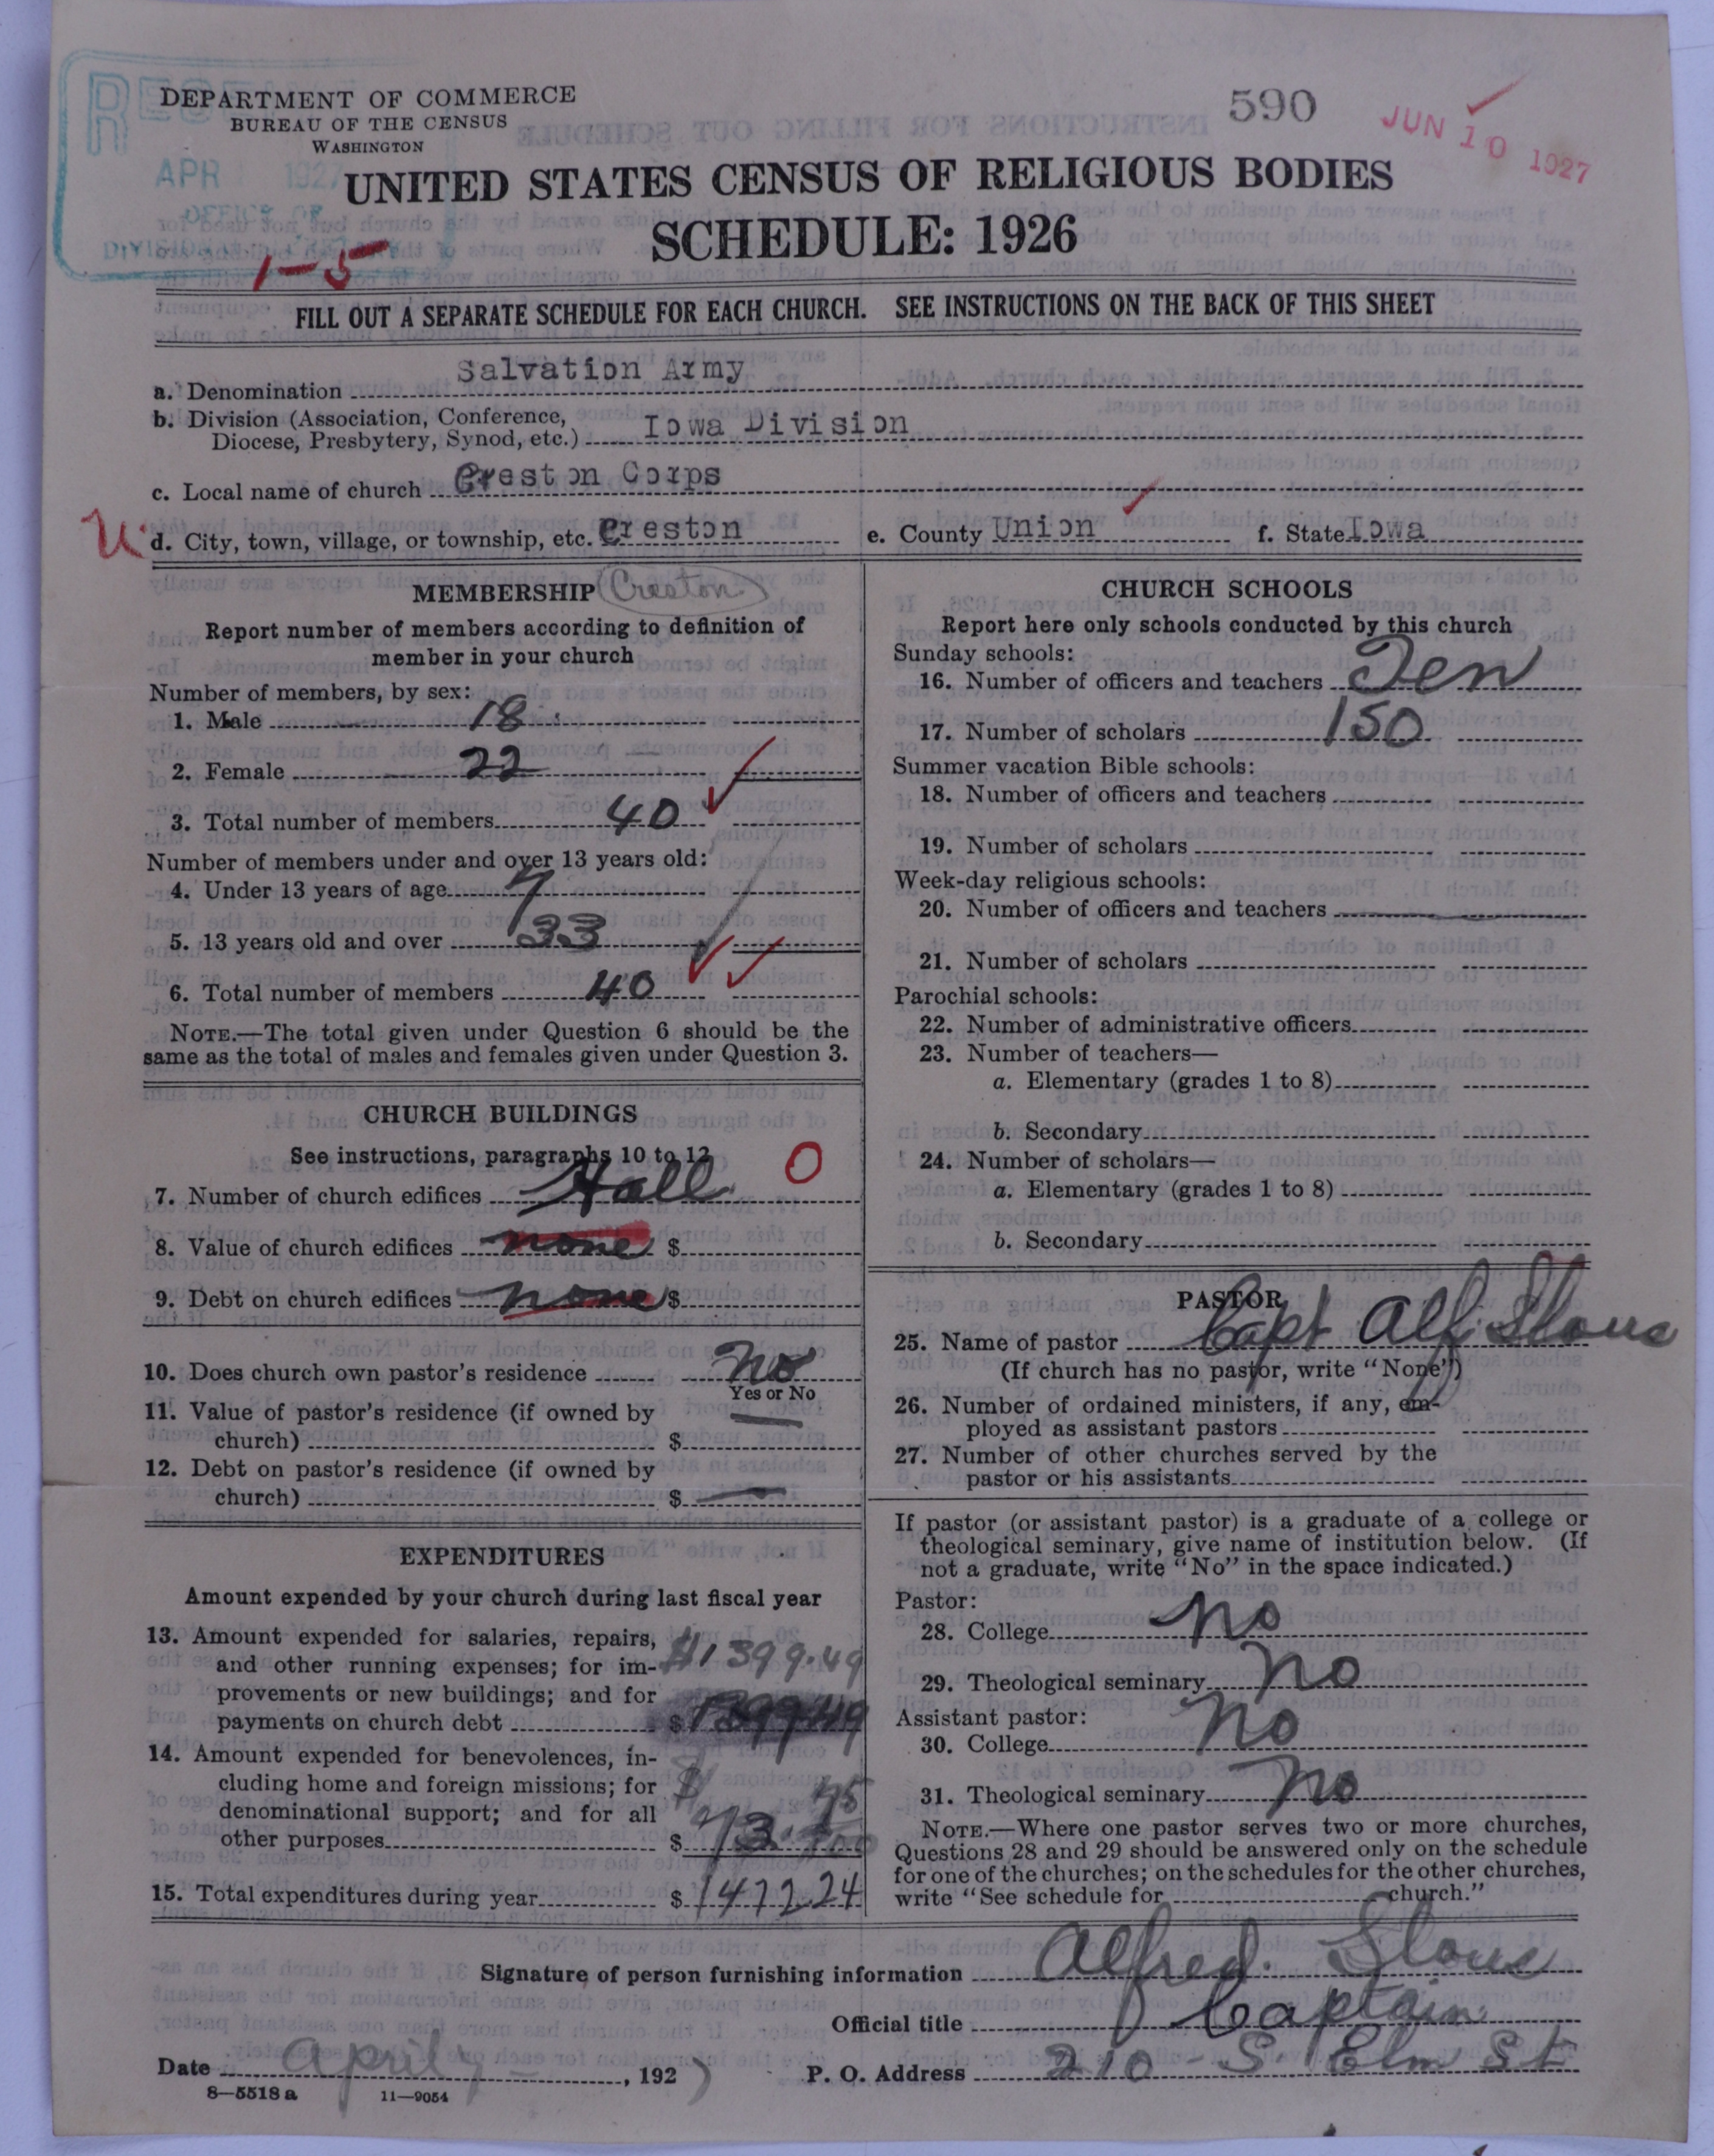 DEPARTMENT OF COMMERCE
BUREAU OF THE CENSUS
WASHINGTON
590
JUN 10 1927
APR 1927
UNITED STATES CENSUS OF RELIGIOUS BODIES
SCHEDULE: 1926
1-5
FILL OUT A SEPARATE SCHEDULE FOR EACH CHURCH. SEE INSTRUCTIONS ON THE BACK OF THIS SHEET
a. Denomination Salvation Army
b. Division (Association, Conference,
Diocese, Presbytery, Synod, etc.) Iowa Division
c. Local name of church Creston Corps
d. City, town, village, or township, etc. Creston e. County Union f. State Iowa
MEMBERSHIP (Creston)
Report number of members according to definition of
member in your church
Number of members, by sex:
1. Male 18
2. Female 22
3. Total number of members 40
Number of members under and over 13 years old:
4. Under 13 years of age 7
5. 13 years old and over 33
6. Total number of members 40
NOTE.—The total given under Question 6 should be the
same as the total of males and females given under Question 3.
CHURCH BUILDINGS
See instructions, paragraphs 10 to 12
7. Number of church edifices Hall 0
8. Value of church edifices none $
9. Debt on church edifices none $
10. Does church own pastor's residence No
Yes or No
11. Value of pastor's residence (if owned by
church) $ —
12. Debt on pastor's residence (if owned by
church) $ —
EXPENDITURES
Amount expended by your church during last fiscal year
13. Amount expended for salaries, repairs,
and other running expenses; for im- $1399.49
provements or new buildings; and for
payments on church debt $ 1399.49
14. Amount expended for benevolences, in-
cluding home and foreign missions; for $
denominational support; and for all 75
other purposes $ 73.
15. Total expenditures during year $ 1472.24
CHURCH SCHOOLS
Report here only schools conducted by this church
Sunday schools:
16. Number of officers and teachers Ten
17. Number of scholars 150
Summer vacation Bible schools:
18. Number of officers and teachers
19. Number of scholars
Week-day religious schools:
20. Number of officers and teachers
21. Number of scholars
Parochial schools:
22. Number of administrative officers
23. Number of teachers—
a. Elementary (grades 1 to 8)
b. Secondary
24. Number of scholars—
a. Elementary (grades 1 to 8)
b. Secondary
PASTOR
25. Name of pastor Capt Alf.
(If church has no pastor, write "None")
26. Number of ordained ministers, if any, em-
ployed as assistant pastors
27. Number of other churches served by the
pastor or his assistants
If pastor (or assistant pastor) is a graduate of a college or
theological seminary, give name of institution below. (If
not a graduate, write "No" in the space indicated.)
Pastor:
28. College no
29. Theological seminary no
Assistant pastor:
30. College no
31. Theological seminary no
NOTE.—Where one pastor serves two or more churches,
Questions 28 and 29 should be answered only on the schedule
for one of the churches; on the schedules for the other churches,
write "See schedule for church."
Signature of person furnishing information Alfred.
Official title Captain
Date April , 1927 P. O. Address 210 - S. Elm St
8—5518 a 11—9054